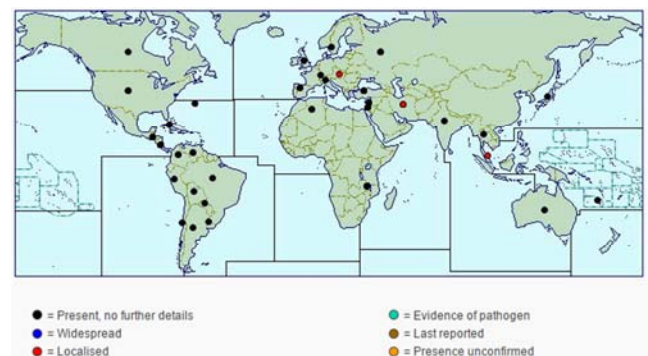 = Present, no further details
= Widespread
= Localised
= Evidence of pathogen
= Last reported
= Presence unconfirmed